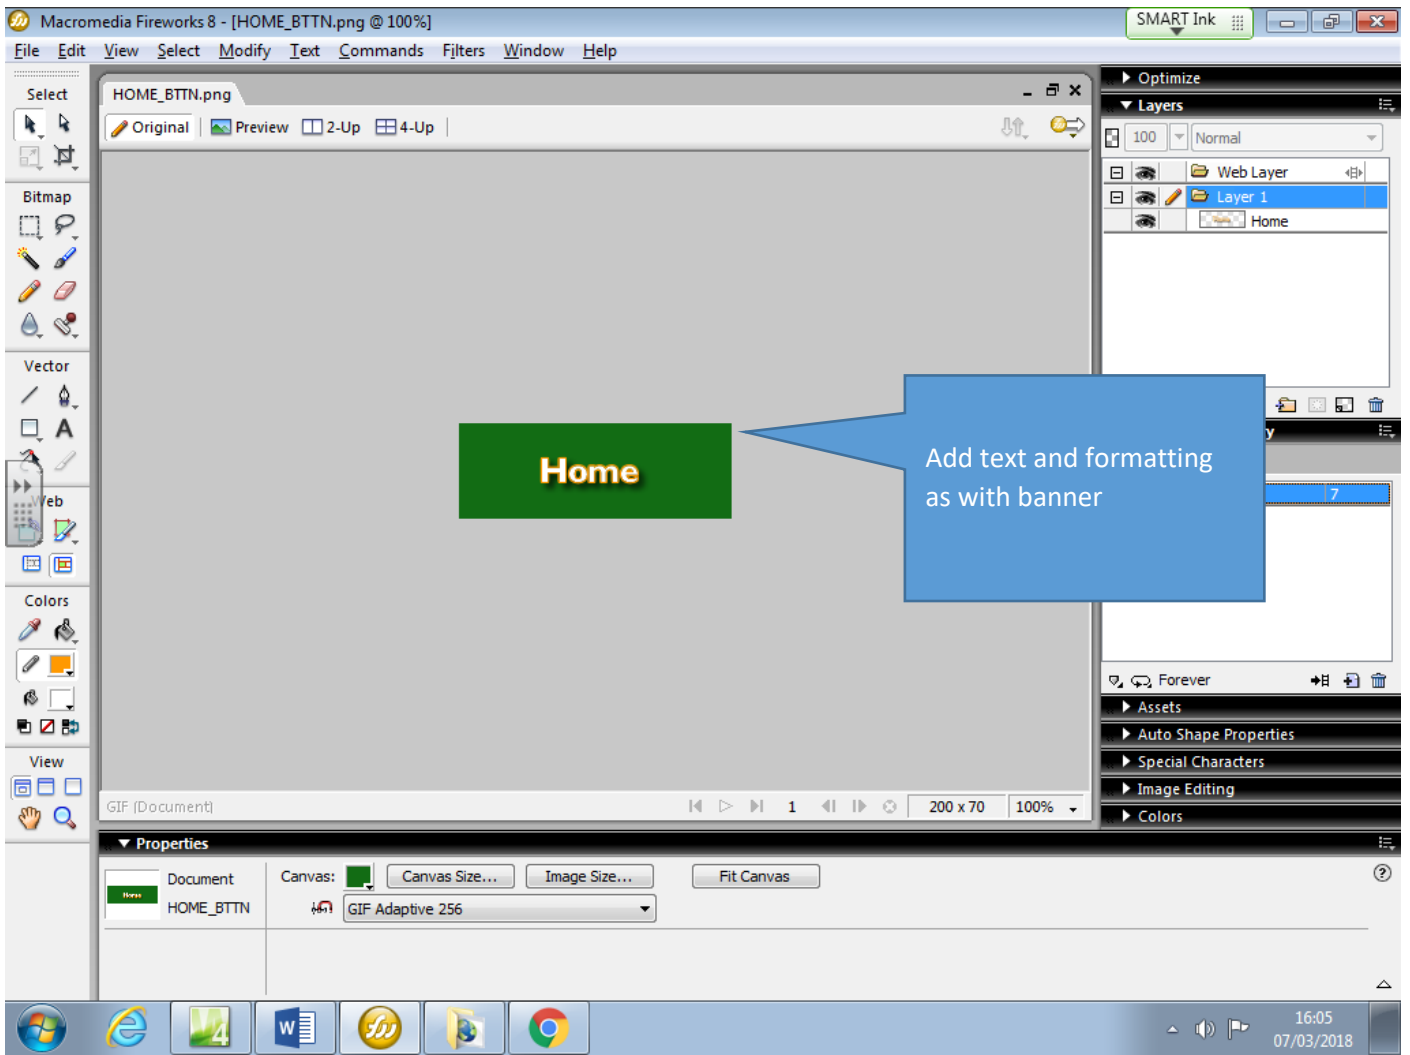 Macromedia Fireworks 8 - [HOME_BTTN.png @ 100%]
SMART Ink
File Edit View Select Modify Text Commands Filters Window Help
Select
HOME_BTTN.png
Original Preview 2-Up 4-Up
Optimize
Layers
100 Normal
Web Layer
Layer 1
Home
Bitmap
Vector
Web
Colors
View
Home
Add text and formatting
as with banner
y
7
Forever
Assets
Auto Shape Properties
Special Characters
Image Editing
Colors
GIF (Document)
1
200 x 70
100%
Properties
Document
HOME_BTTN
Canvas: Canvas Size... Image Size... Fit Canvas
GIF Adaptive 256
16:05
07/03/2018